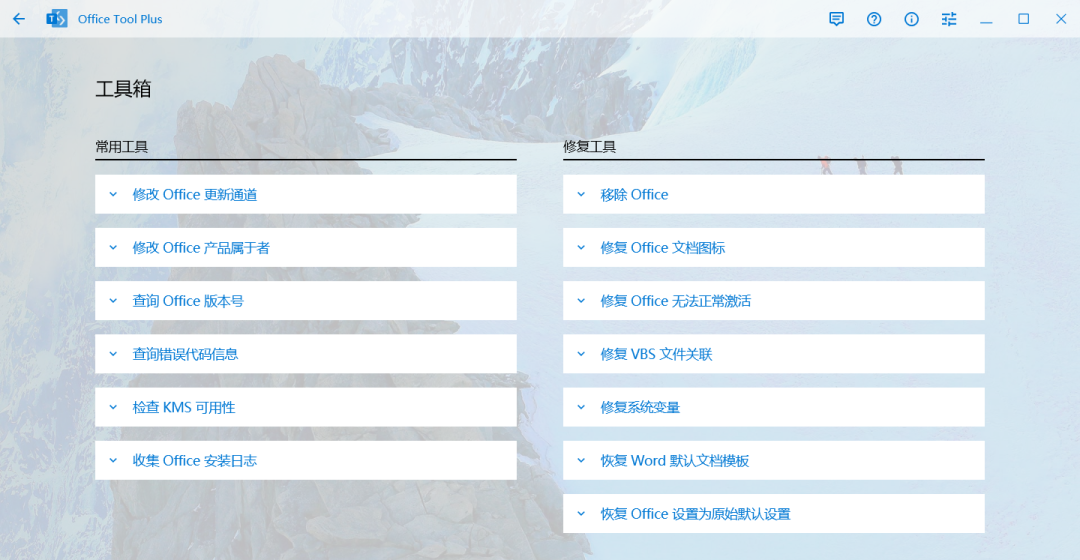 Office Tool Plus
工具箱
常用工具
修改 Office 更新通道
修改 Office 产品属于者
查询 Office 版本号
查询错误代码信息
检查 KMS 可用性
收集 Office 安装日志
修复工具
移除 Office
修复 Office 文档图标
修复 Office 无法正常激活
修复 VBS 文件关联
修复系统变量
恢复 Word 默认文档模板
恢复 Office 设置为原始默认设置